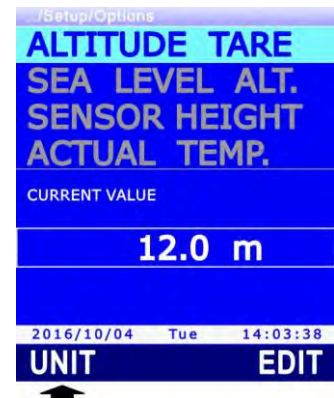 ../Setup/Options
ALTITUDE TARE
SEA LEVEL ALT.
SENSOR HEIGHT
ACTUAL TEMP.
CURRENT VALUE
12.0 m
2016/10/04 Tue 14:03:38
UNIT EDIT